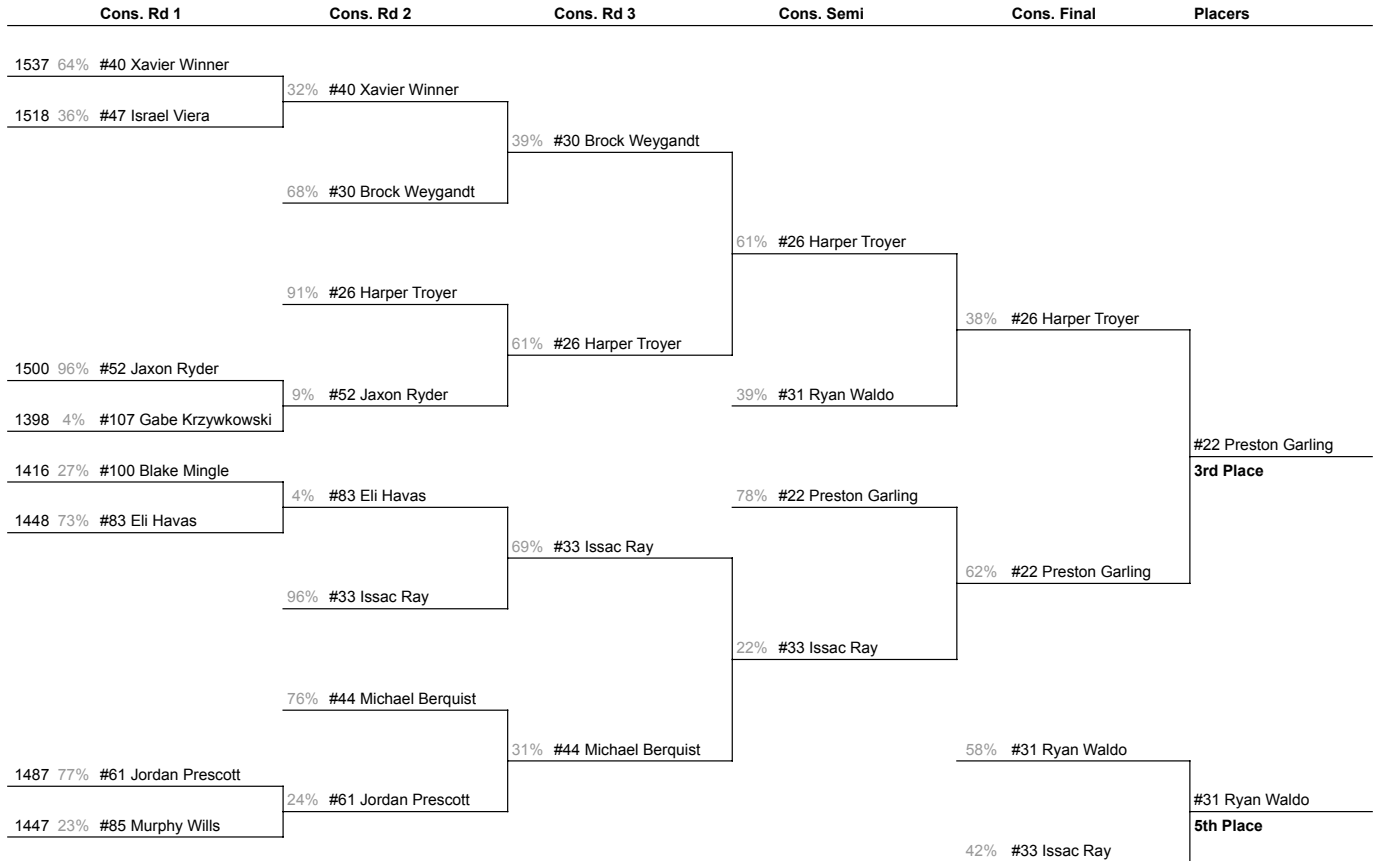 Cons. Rd 1 Cons. Rd 2 Cons. Rd 3 Cons. Semi Cons. Final Placers
1537 64% #40 Xavier Winner
32% #40 Xavier Winner
1518 36% #47 Israel Viera
39% #30 Brock Weygandt
68% #30 Brock Weygandt
61% #26 Harper Troyer
91% #26 Harper Troyer
38% #26 Harper Troyer
61% #26 Harper Troyer
1500 96% #52 Jaxon Ryder
9% #52 Jaxon Ryder
39% #31 Ryan Waldo
1398 4% #107 Gabe Krzywkowski
#22 Preston Garling
3rd Place
1416 27% #100 Blake Mingle
4% #83 Eli Havas
78% #22 Preston Garling
1448 73% #83 Eli Havas
69% #33 Issac Ray
62% #22 Preston Garling
96% #33 Issac Ray
22% #33 Issac Ray
76% #44 Michael Berquist
31% #44 Michael Berquist
58% #31 Ryan Waldo
1487 77% #61 Jordan Prescott
24% #61 Jordan Prescott
#31 Ryan Waldo
1447 23% #85 Murphy Wills
5th Place
42% #33 Issac Ray